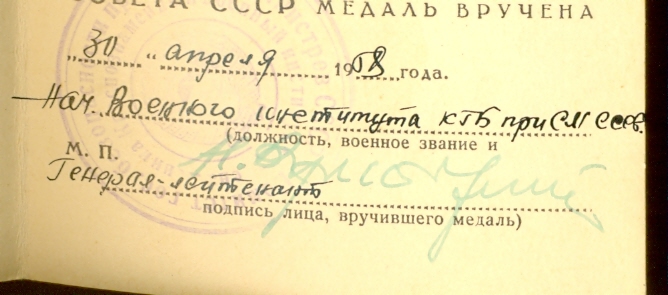 СОВЕТА СССР МЕДАЛЬ ВРУЧЕНА
„30“ апреля 1958 года.
Нач. Военного института КГБ при СМ СССР.
(должность, военное звание и
М. П.
Генерал-лейтенант
подпись лица, вручившего медаль)